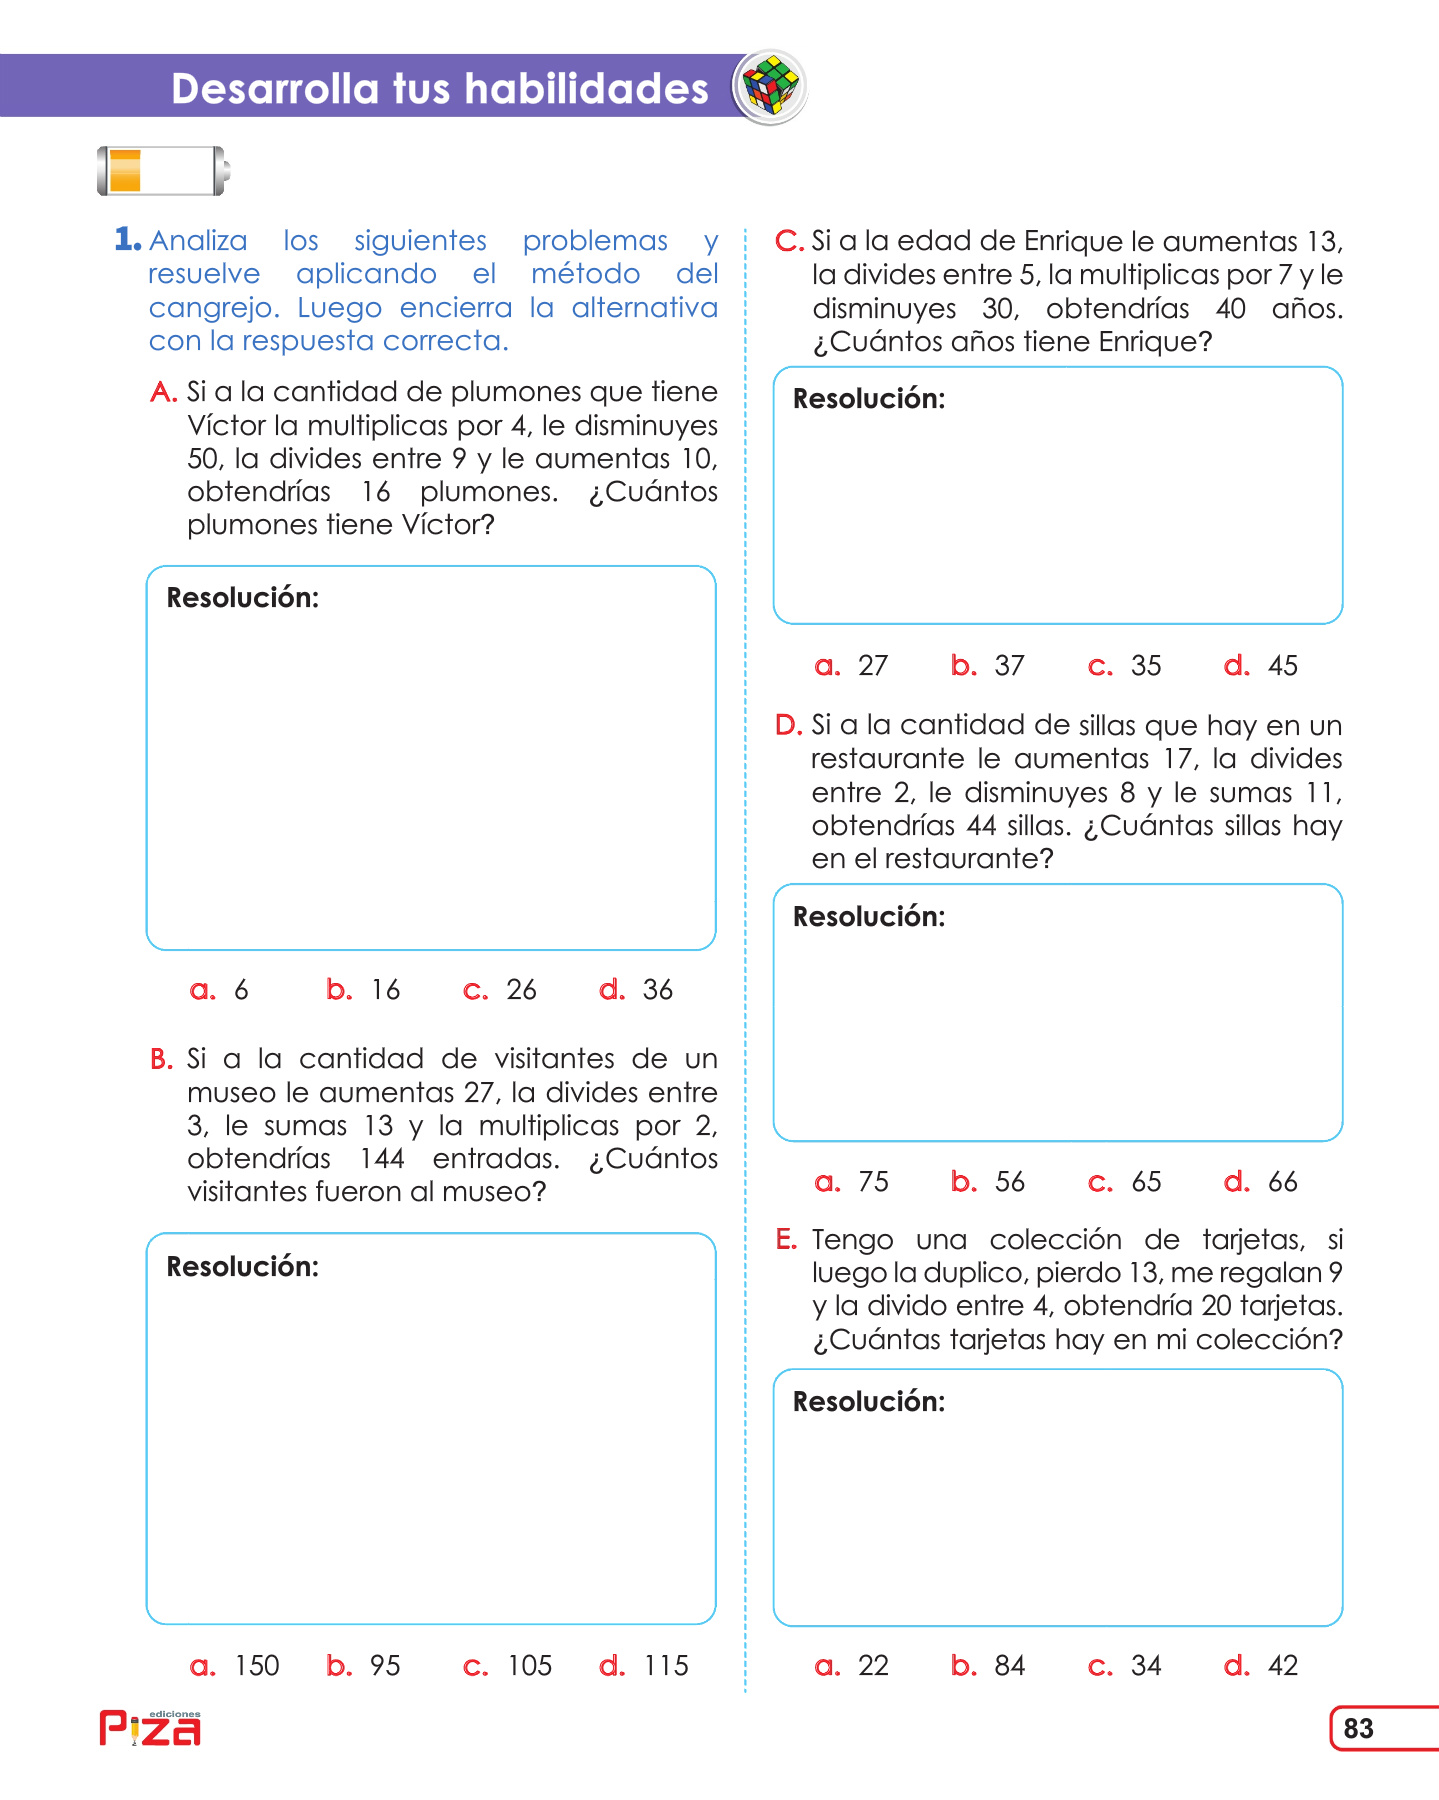 Desarrolla tus habilidades
1. Analiza los siguientes problemas y
resuelve aplicando el método del
cangrejo. Luego encierra la alternativa
con la respuesta correcta.
A. Si a la cantidad de plumones que tiene
Víctor la multiplicas por 4, le disminuyes
50, la divides entre 9 y le aumentas 10,
obtendrías 16 plumones. ¿Cuántos
plumones tiene Víctor?
Resolución:
a. 6 b. 16 c. 26 d. 36
B. Si a la cantidad de visitantes de un
museo le aumentas 27, la divides entre
3, le sumas 13 y la multiplicas por 2,
obtendrías 144 entradas. ¿Cuántos
visitantes fueron al museo?
Resolución:
a. 150 b. 95 c. 105 d. 115
C. Si a la edad de Enrique le aumentas 13,
la divides entre 5, la multiplicas por 7 y le
disminuyes 30, obtendrías 40 años.
¿Cuántos años tiene Enrique?
Resolución:
a. 27 b. 37 c. 35 d. 45
D. Si a la cantidad de sillas que hay en un
restaurante le aumentas 17, la divides
entre 2, le disminuyes 8 y le sumas 11,
obtendrías 44 sillas. ¿Cuántas sillas hay
en el restaurante?
Resolución:
a. 75 b. 56 c. 65 d. 66
E. Tengo una colección de tarjetas, si
luego la duplico, pierdo 13, me regalan 9
y la divido entre 4, obtendría 20 tarjetas.
¿Cuántas tarjetas hay en mi colección?
Resolución:
a. 22 b. 84 c. 34 d. 42
ediciones
Piza
83